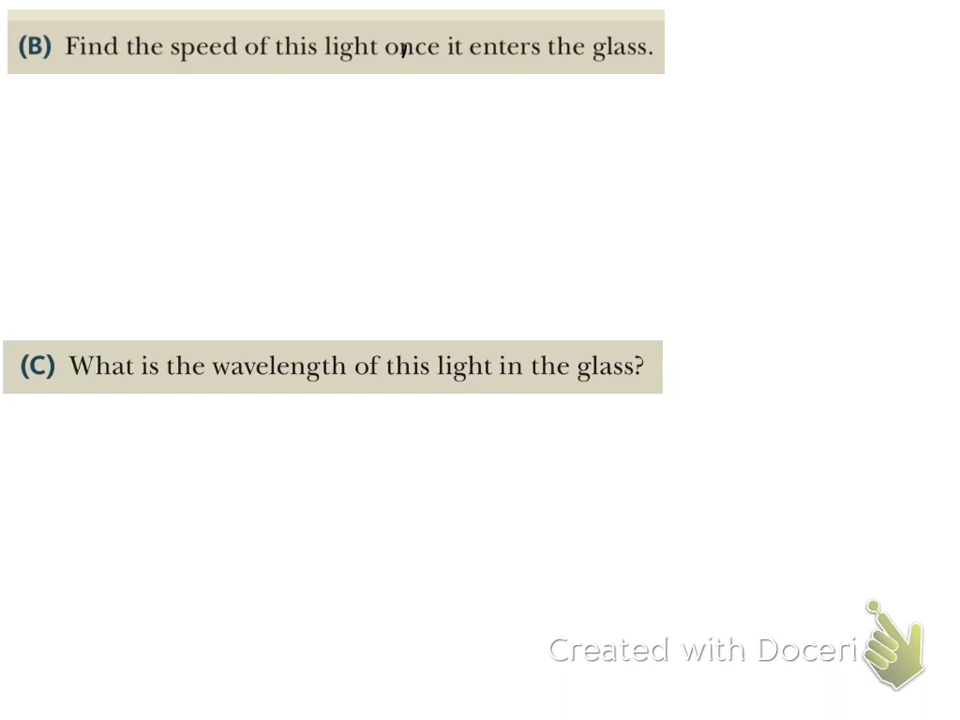 (B) Find the speed of this light once it enters the glass.
(C) What is the wavelength of this light in the glass?
Created with Doceri